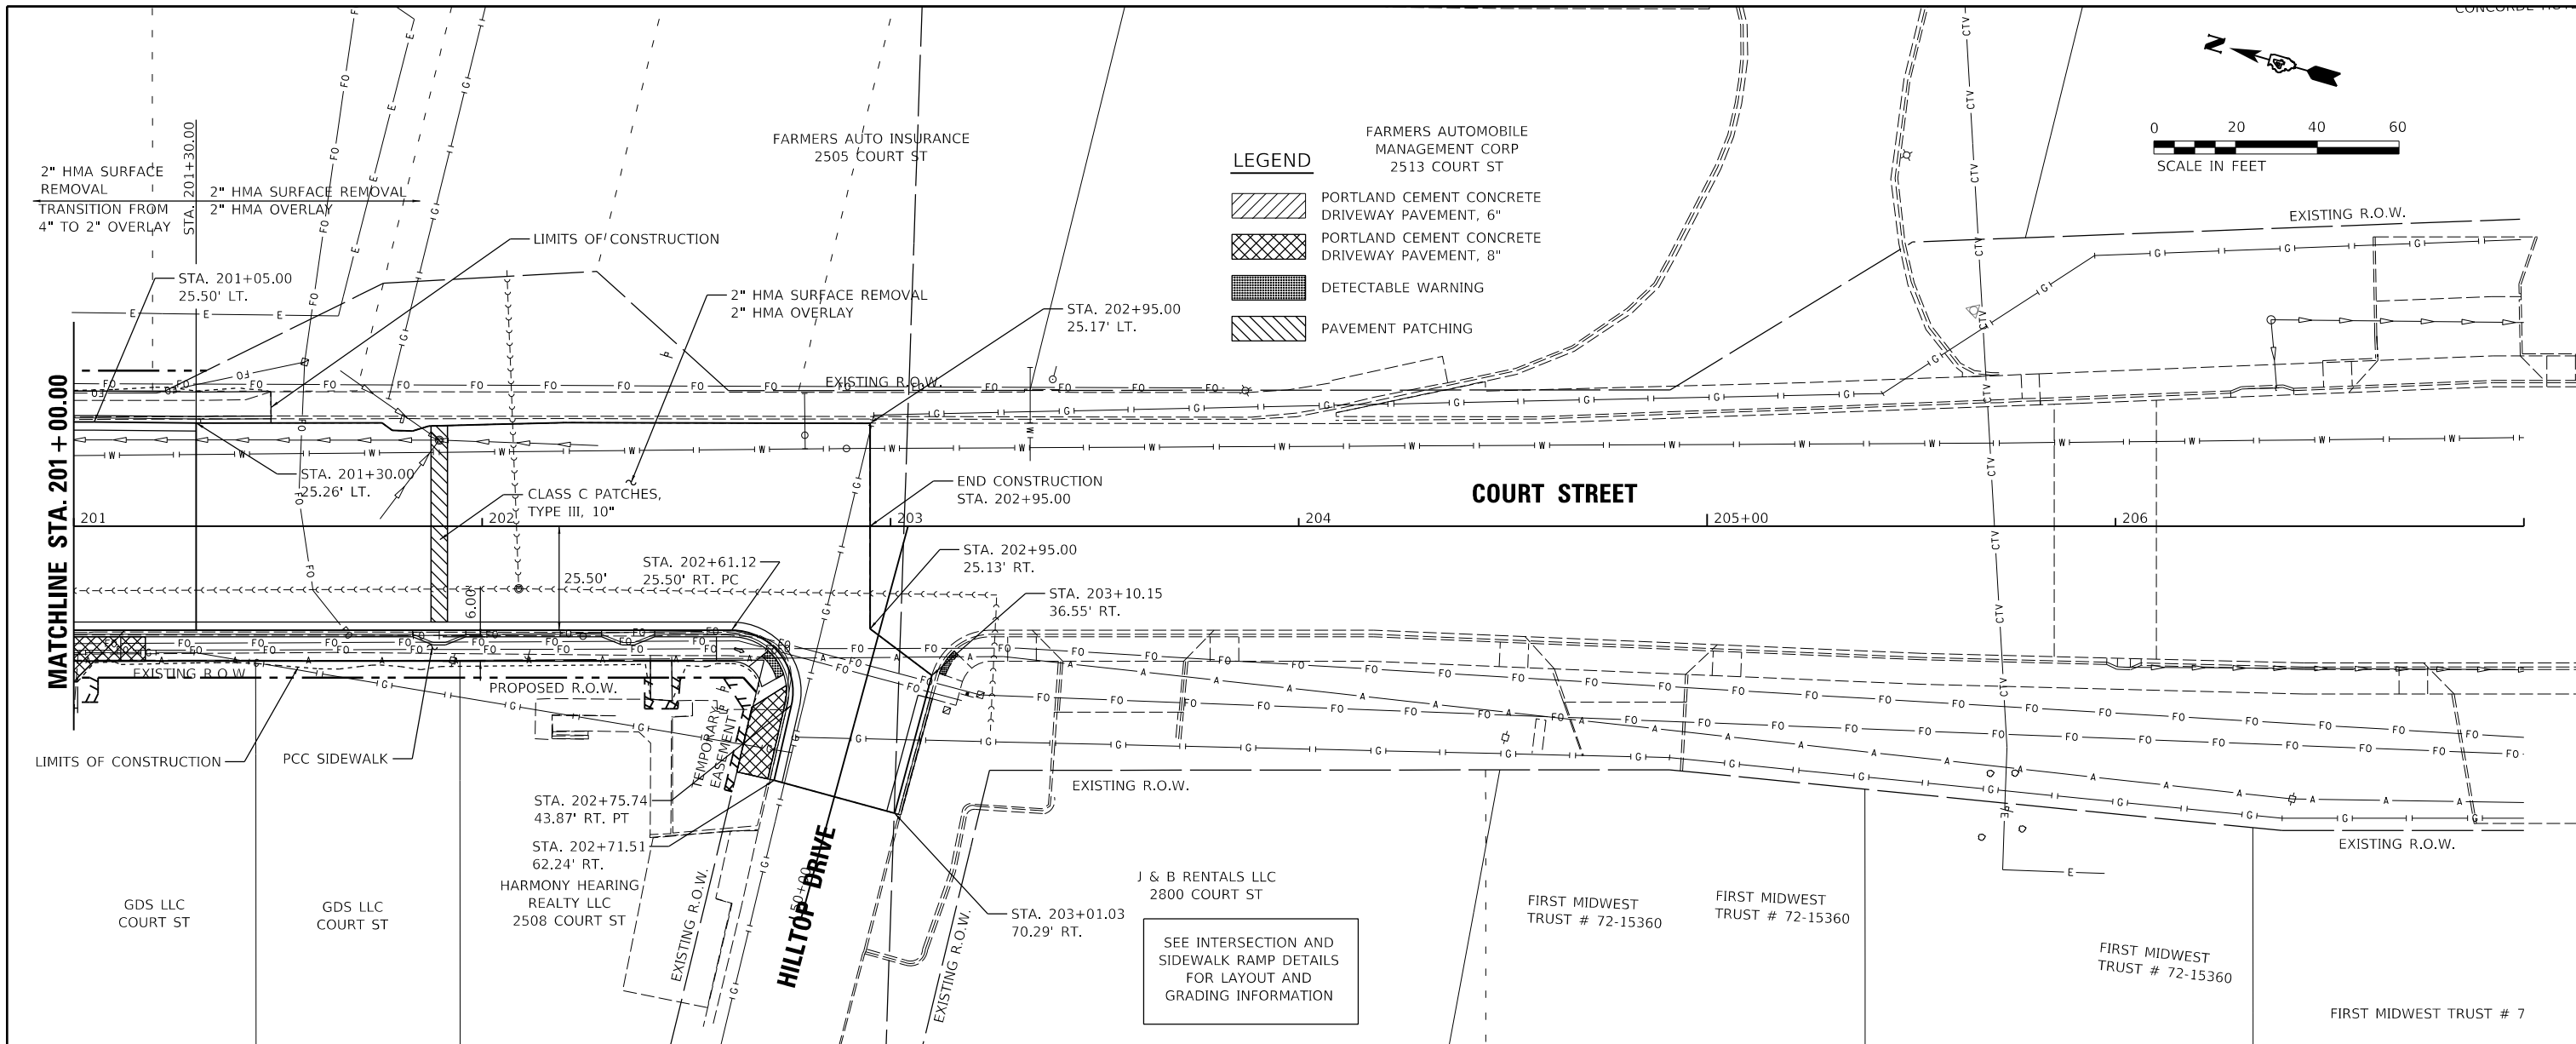 N
0 20 40 60
SCALE IN FEET
FARMERS AUTO INSURANCE
2505 COURT ST
FARMERS AUTOMOBILE
MANAGEMENT CORP
2513 COURT ST
LEGEND
PORTLAND CEMENT CONCRETE
DRIVEWAY PAVEMENT, 6"
PORTLAND CEMENT CONCRETE
DRIVEWAY PAVEMENT, 8"
DETECTABLE WARNING
PAVEMENT PATCHING
2" HMA SURFACE
REMOVAL
TRANSITION FROM
4" TO 2" OVERLAY
STA. 201+30.00
2" HMA SURFACE REMOVAL
2" HMA OVERLAY
LIMITS OF CONSTRUCTION
STA. 201+05.00
25.50' LT.
2" HMA SURFACE REMOVAL
2" HMA OVERLAY
STA. 202+95.00
25.17' LT.
EXISTING R.O.W.
EXISTING R.O.W.
MATCHLINE STA. 201+00.00
STA. 201+30.00
25.26' LT.
CLASS C PATCHES,
TYPE III, 10"
END CONSTRUCTION
STA. 202+95.00
COURT STREET
201
202
203
204
205+00
206
STA. 202+95.00
25.13' RT.
STA. 202+61.12
25.50' RT. PC
25.50'
6.00'
STA. 203+10.15
36.55' RT.
EXISTING R.O.W.
PROPOSED R.O.W.
TEMPORARY
EASEMENT
LIMITS OF CONSTRUCTION
PCC SIDEWALK
STA. 202+75.74
43.87' RT. PT
STA. 202+71.51
62.24' RT.
HARMONY HEARING
REALTY LLC
2508 COURT ST
GDS LLC
COURT ST
GDS LLC
COURT ST
EXISTING R.O.W.
HILLTOP DRIVE
50+00
EXISTING R.O.W.
STA. 203+01.03
70.29' RT.
EXISTING R.O.W.
J & B RENTALS LLC
2800 COURT ST
SEE INTERSECTION AND
SIDEWALK RAMP DETAILS
FOR LAYOUT AND
GRADING INFORMATION
FIRST MIDWEST
TRUST # 72-15360
FIRST MIDWEST
TRUST # 72-15360
FIRST MIDWEST
TRUST # 72-15360
EXISTING R.O.W.
FIRST MIDWEST TRUST # 7